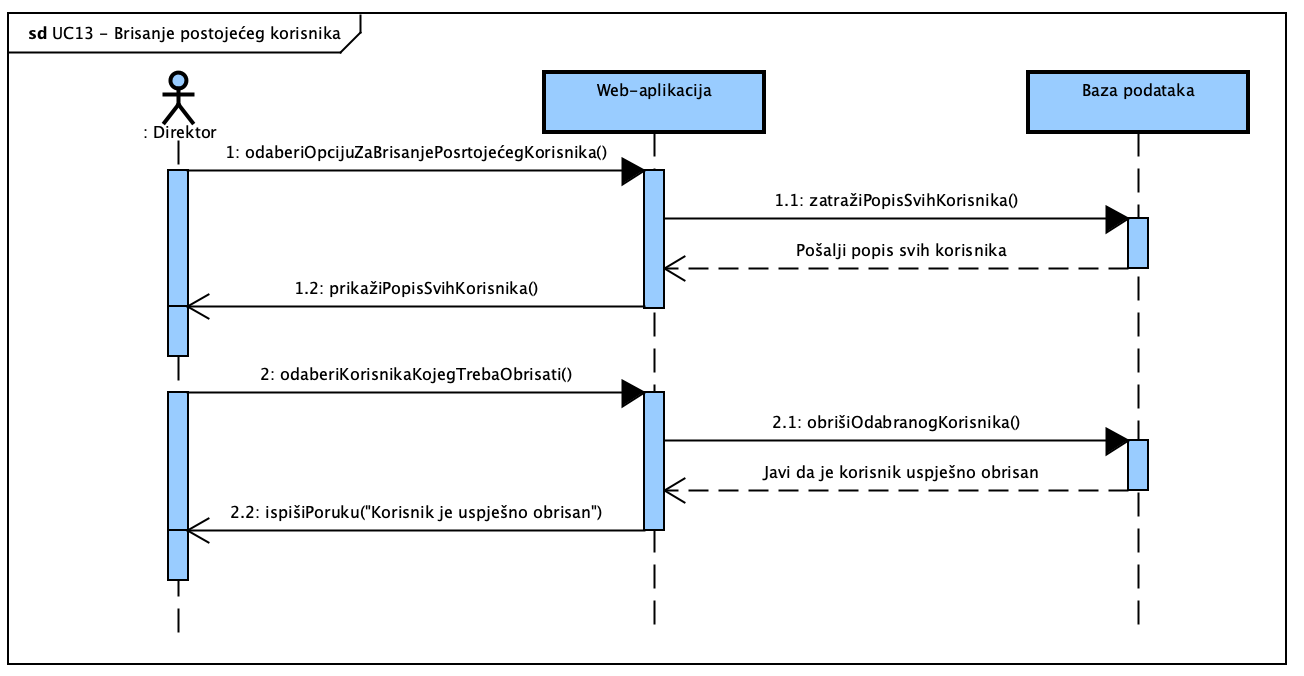 sd UC13 - Brisanje postojećeg korisnika
: Direktor
Web-aplikacija
Baza podataka
1: odaberiOpcijuZaBrisanjePosrtojećegKorisnika()
1.1: zatražiPopisSvihKorisnika()
Pošalji popis svih korisnika
1.2: prikažiPopisSvihKorisnika()
2: odaberiKorisnikaKojegTrebaObrisati()
2.1: obrišiOdabranogKorisnika()
Javi da je korisnik uspješno obrisan
2.2: ispišiPoruku("Korisnik je uspješno obrisan")